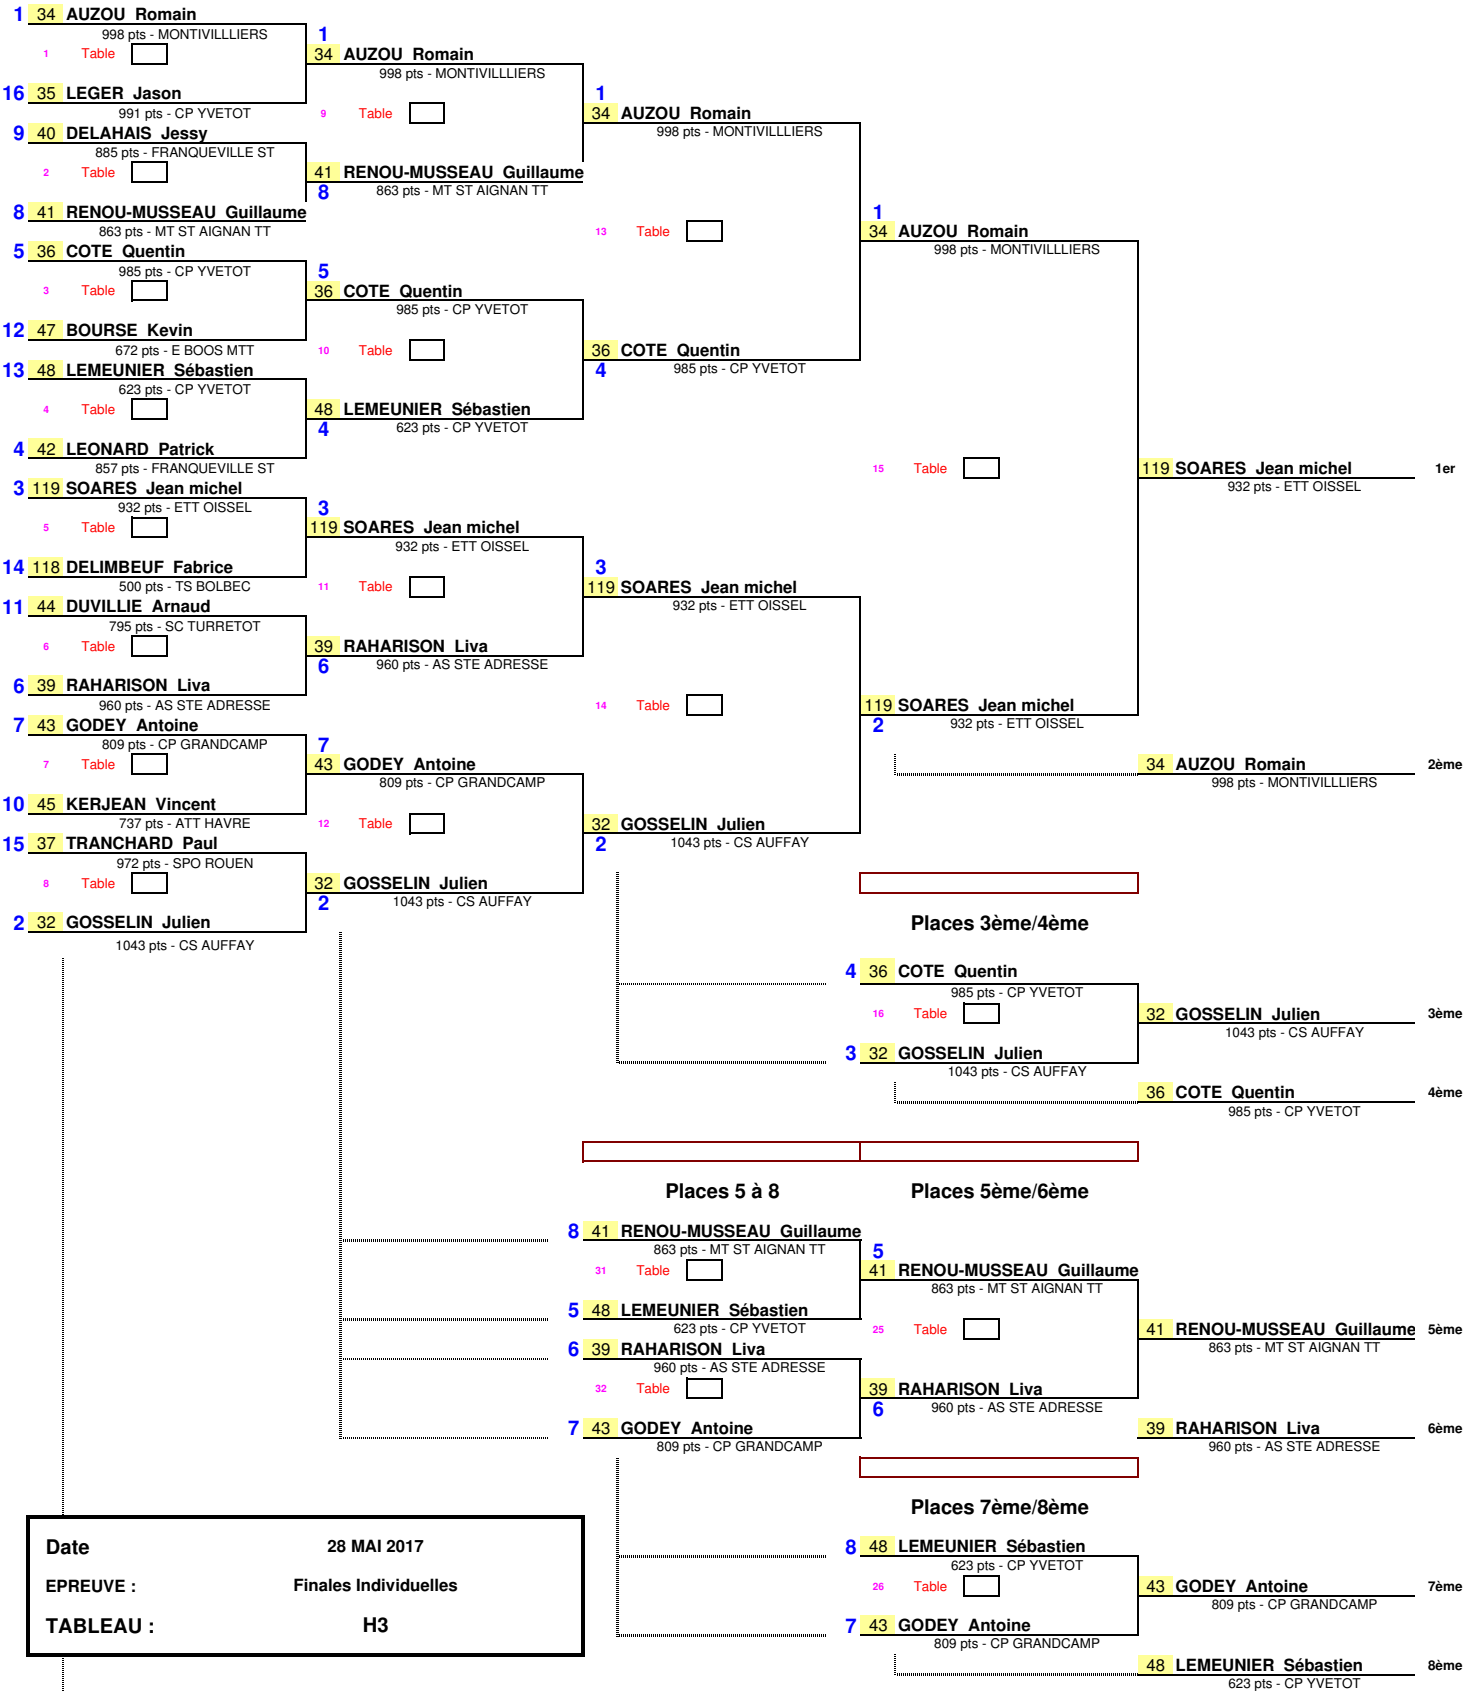 1 34 AUZOU Romain
998 pts - MONTIVILLLIERS
1 Table
16 35 LEGER Jason
991 pts - CP YVETOT
9 40 DELAHAIS Jessy
885 pts - FRANQUEVILLE ST
2 Table
8 41 RENOU-MUSSEAU Guillaume
863 pts - MT ST AIGNAN TT
5 36 COTE Quentin
985 pts - CP YVETOT
3 Table
12 47 BOURSE Kevin
672 pts - E BOOS MTT
13 48 LEMEUNIER Sébastien
623 pts - CP YVETOT
4 Table
4 42 LEONARD Patrick
857 pts - FRANQUEVILLE ST
3 119 SOARES Jean michel
932 pts - ETT OISSEL
5 Table
14 118 DELIMBEUF Fabrice
500 pts - TS BOLBEC
11 44 DUVILLIE Arnaud
795 pts - SC TURRETOT
6 Table
6 39 RAHARISON Liva
960 pts - AS STE ADRESSE
7 43 GODEY Antoine
809 pts - CP GRANDCAMP
7 Table
10 45 KERJEAN Vincent
737 pts - ATT HAVRE
15 37 TRANCHARD Paul
972 pts - SPO ROUEN
8 Table
2 32 GOSSELIN Julien
1043 pts - CS AUFFAY
1
34 AUZOU Romain
998 pts - MONTIVILLLIERS
9 Table
41 RENOU-MUSSEAU Guillaume
8 863 pts - MT ST AIGNAN TT
5
36 COTE Quentin
985 pts - CP YVETOT
10 Table
48 LEMEUNIER Sébastien
4 623 pts - CP YVETOT
3
119 SOARES Jean michel
932 pts - ETT OISSEL
11 Table
39 RAHARISON Liva
6 960 pts - AS STE ADRESSE
7
43 GODEY Antoine
809 pts - CP GRANDCAMP
12 Table
32 GOSSELIN Julien
2 1043 pts - CS AUFFAY
1
34 AUZOU Romain
998 pts - MONTIVILLLIERS
13 Table
36 COTE Quentin
4 985 pts - CP YVETOT
3
119 SOARES Jean michel
932 pts - ETT OISSEL
14 Table
32 GOSSELIN Julien
2 1043 pts - CS AUFFAY
1
34 AUZOU Romain
998 pts - MONTIVILLLIERS
15 Table
119 SOARES Jean michel
2 932 pts - ETT OISSEL
119 SOARES Jean michel 1er
932 pts - ETT OISSEL
34 AUZOU Romain 2ème
998 pts - MONTIVILLLIERS
Places 3ème/4ème
4 36 COTE Quentin
985 pts - CP YVETOT
16 Table
3 32 GOSSELIN Julien
1043 pts - CS AUFFAY
32 GOSSELIN Julien 3ème
1043 pts - CS AUFFAY
36 COTE Quentin 4ème
985 pts - CP YVETOT
Places 5 à 8
Places 5ème/6ème
8 41 RENOU-MUSSEAU Guillaume
863 pts - MT ST AIGNAN TT
31 Table
5 48 LEMEUNIER Sébastien
623 pts - CP YVETOT
6 39 RAHARISON Liva
960 pts - AS STE ADRESSE
32 Table
7 43 GODEY Antoine
809 pts - CP GRANDCAMP
5
41 RENOU-MUSSEAU Guillaume
863 pts - MT ST AIGNAN TT
25 Table
39 RAHARISON Liva
6 960 pts - AS STE ADRESSE
41 RENOU-MUSSEAU Guillaume 5ème
863 pts - MT ST AIGNAN TT
39 RAHARISON Liva 6ème
960 pts - AS STE ADRESSE
Places 7ème/8ème
8 48 LEMEUNIER Sébastien
623 pts - CP YVETOT
26 Table
7 43 GODEY Antoine
809 pts - CP GRANDCAMP
43 GODEY Antoine 7ème
809 pts - CP GRANDCAMP
48 LEMEUNIER Sébastien 8ème
623 pts - CP YVETOT
Date 28 MAI 2017
EPREUVE : Finales Individuelles
TABLEAU : H3